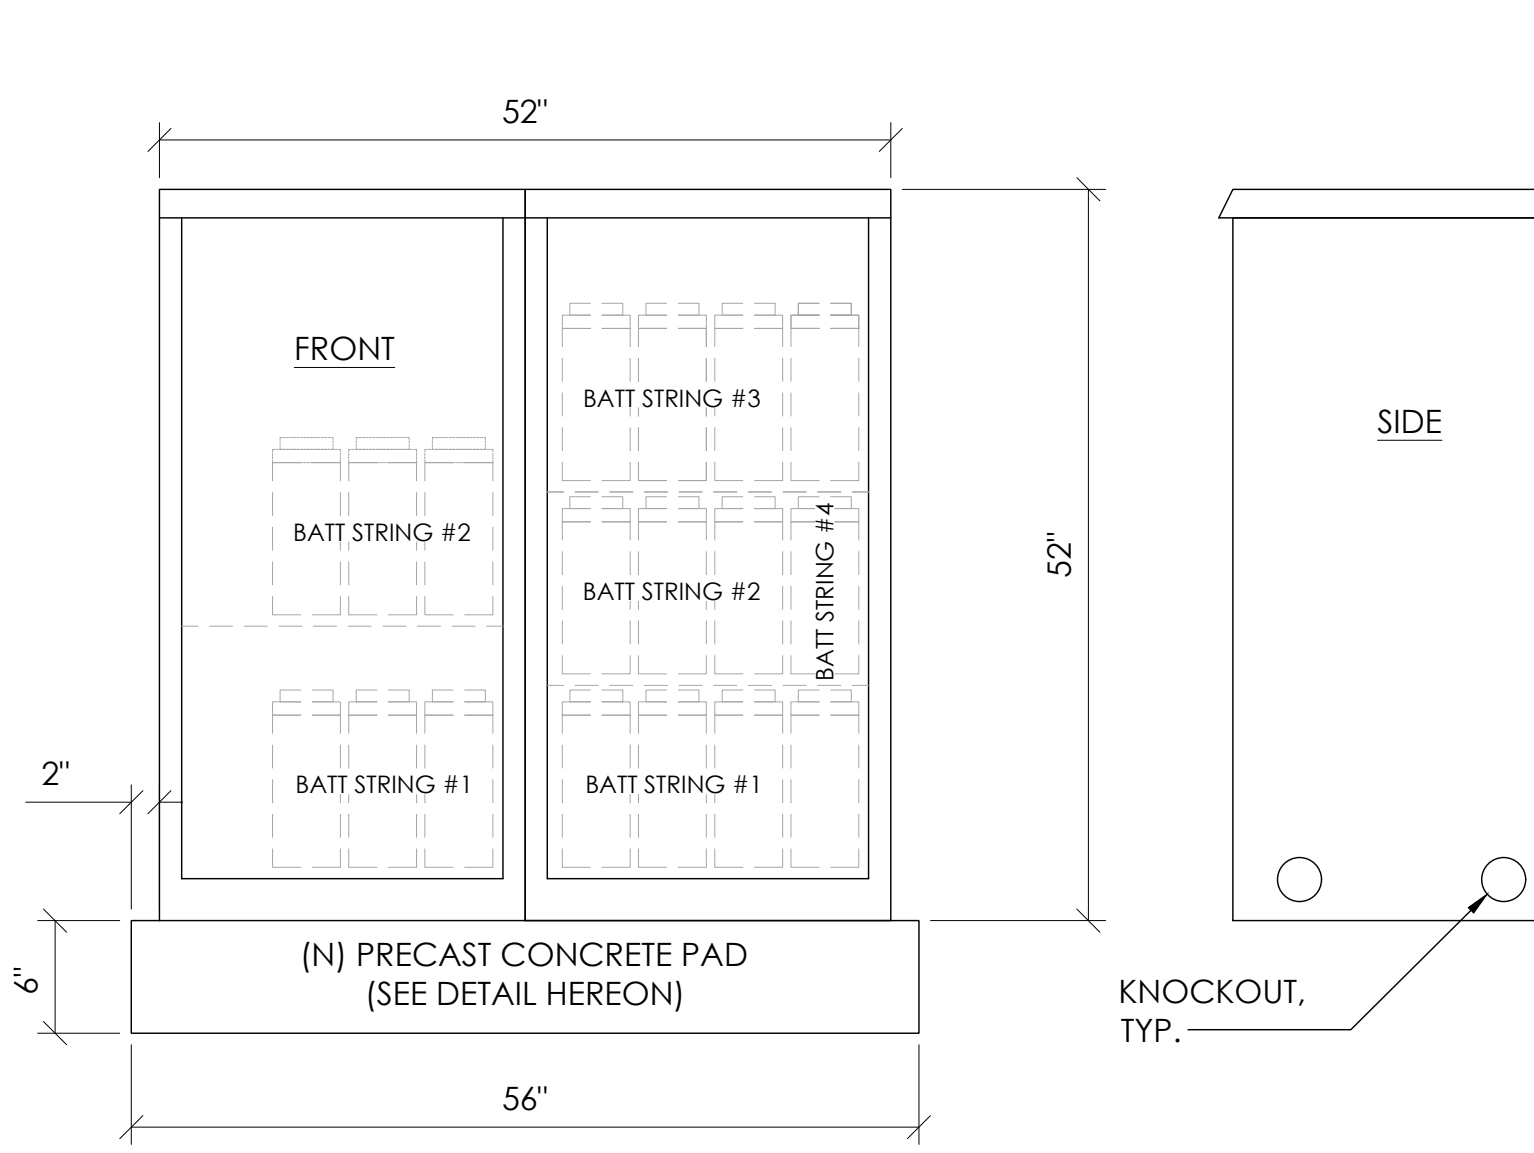 52"
FRONT
BATT STRING #3
SIDE
BATT STRING #2
BATT STRING #4
52"
BATT STRING #2
2"
BATT STRING #1
BATT STRING #1
(N) PRECAST CONCRETE PAD
(SEE DETAIL HEREON)
6"
KNOCKOUT,
TYP.
56"